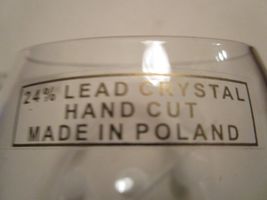 24% LEAD CRYSTAL
HAND CUT
MADE IN POLAND